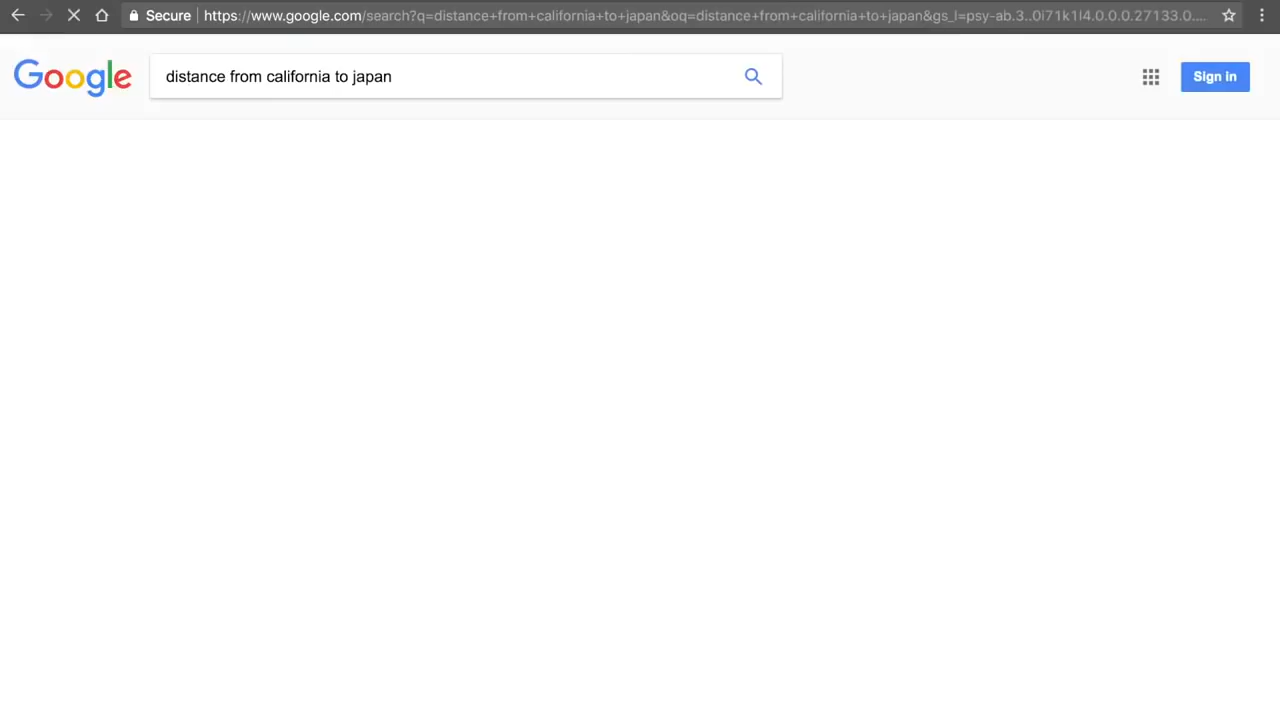 Secure https://www.google.com/search?q=distance+from+california+to+japan&oq=distance+from+california+to+japan&gs_l=psy-ab.3..0i71k1l4.0.0.0.27133.0....
Google distance from california to japan Sign in